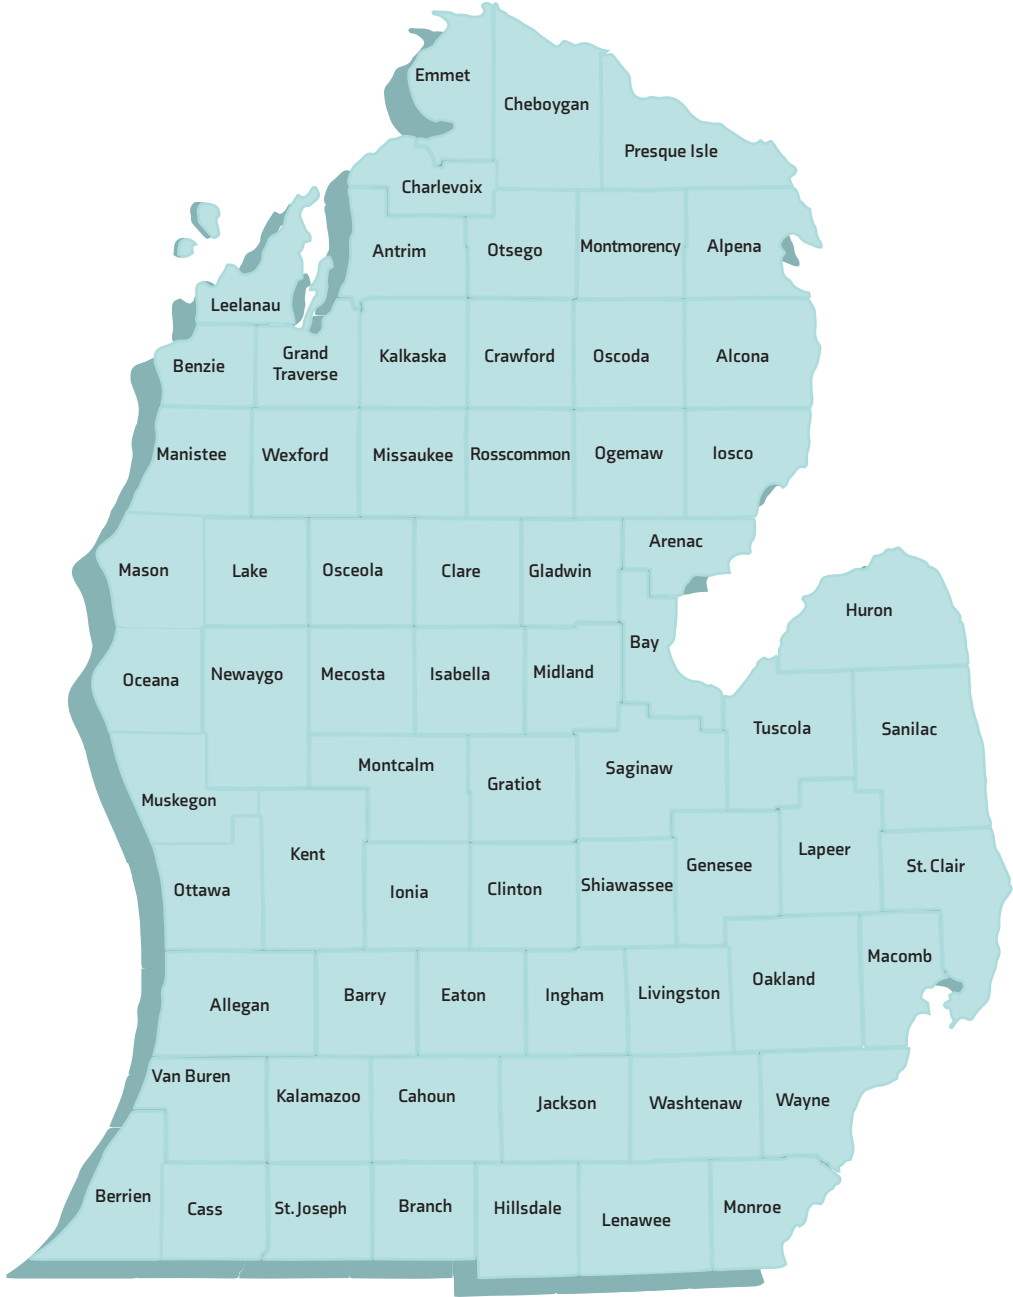 Emmet
Cheboygan
Presque Isle
Charlevoix
Antrim
Otsego
Montmorency
Alpena
Leelanau
Benzie
Grand
Traverse
Kalkaska
Crawford
Oscoda
Alcona
Manistee
Wexford
Missaukee
Rosscommon
Ogemaw
Iosco
Arenac
Mason
Lake
Osceola
Clare
Gladwin
Huron
Bay
Oceana
Newaygo
Mecosta
Isabella
Midland
Tuscola
Sanilac
Montcalm
Gratiot
Saginaw
Muskegon
Kent
Lapeer
Genesee
St. Clair
Ottawa
Ionia
Clinton
Shiawassee
Macomb
Allegan
Barry
Eaton
Ingham
Livingston
Oakland
Van Buren
Kalamazoo
Cahoun
Jackson
Washtenaw
Wayne
Berrien
Cass
St. Joseph
Branch
Hillsdale
Lenawee
Monroe